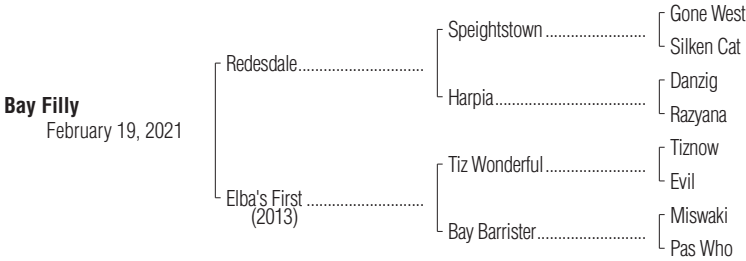 Gone West
Speightstown
Silken Cat
Redesdale
Danzig
Harpia
Razyana
Bay Filly
February 19, 2021
Tiznow
Tiz Wonderful
Evil
Elba's First
(2013)
Miswaki
Bay Barrister
Pas Who